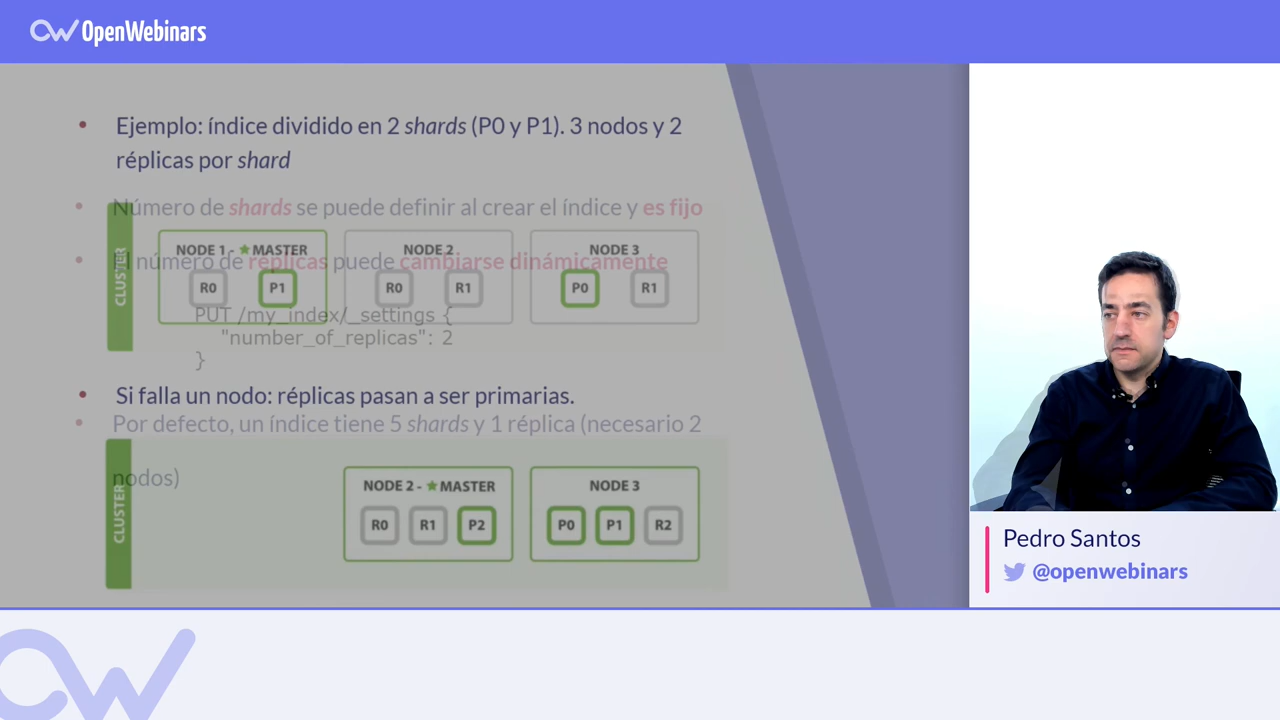 OpenWebinars
• Ejemplo: índice dividido en 2 shards (P0 y P1). 3 nodos y 2
réplicas por shard
• Número de shards se puede definir al crear el índice y es fijo
CLUSTER
NODE 1 - ★ MASTER
R0 P1
NODE 2
R0 R1
NODE 3
P0 R1
• El número de réplicas puede cambiarse dinámicamente
PUT /my_index/_settings {
"number_of_replicas": 2
}
• Si falla un nodo: réplicas pasan a ser primarias.
• Por defecto, un índice tiene 5 shards y 1 réplica (necesario 2
nodos)
CLUSTER
NODE 2 - ★ MASTER
R0 R1 P2
NODE 3
P0 P1 R2
Pedro Santos
@openwebinars